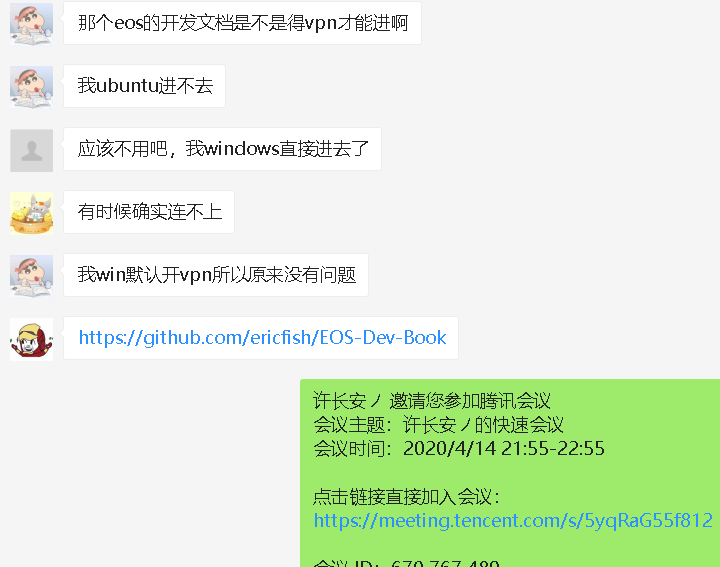 那个eos的开发文档是不是得vpn才能进啊
我ubuntu进不去
应该不用吧，我windows直接进去了
有时候确实连不上
我win默认开vpn所以原来没有问题
https://github.com/ericfish/EOS-Dev-Book
许长安ノ 邀请您参加腾讯会议
会议主题：许长安ノ的快速会议
会议时间：2020/4/14 21:55-22:55
点击链接直接加入会议：
https://meeting.tencent.com/s/5yqRaG55f812
会议 ID：670 767 489